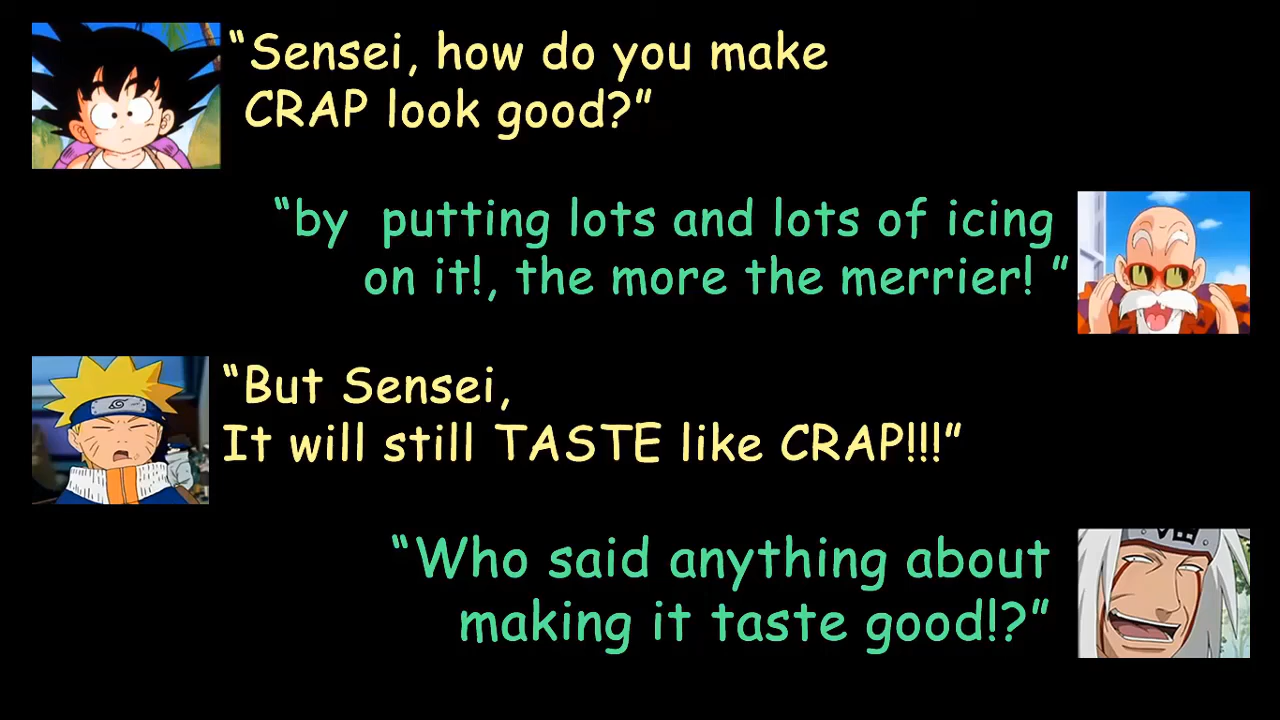 “Sensei, how do you make
CRAP look good?”
“by putting lots and lots of icing
on it!, the more the merrier! ”
“But Sensei,
It will still TASTE like CRAP!!!”
“Who said anything about
making it taste good!?”